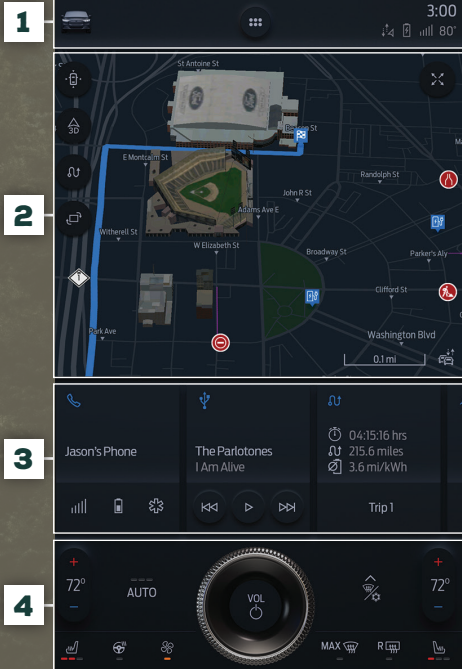 1
3:00
80°
2
St Antoine St
3D
E Montcalm St
Randolph St
John R St
Adams Ave E
Witherell St
W Elizabeth St
Broadway St
Parker's Aly
Clifford St
Park Ave
Washington Blvd
0.1 mi
3
Jason's Phone
The Parlotones
I Am Alive
04:15:16 hrs
215.6 miles
3.6 mi/kWh
Trip 1
4
+
72°
−
AUTO
VOL
MAX
R
+
72°
−